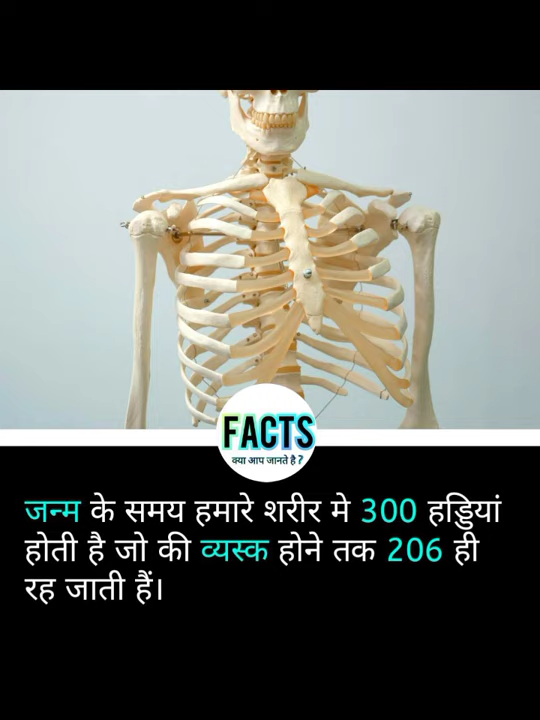 FACTS
क्या आप जानते है ?
जन्म के समय हमारे शरीर मे 300 हड्डियां
होती है जो की व्यस्क होने तक 206 ही
रह जाती हैं।